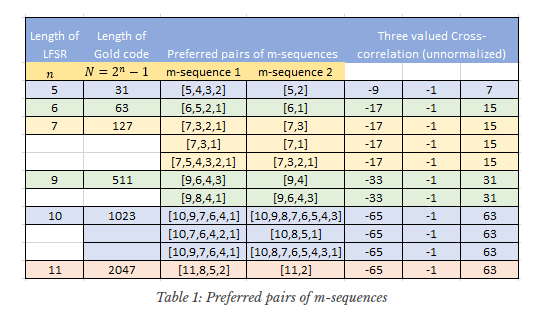 Length of LFSR | Length of Gold code | Preferred pairs of m-sequences | Three valued Cross-correlation (unnormalized)
n | N = 2ⁿ − 1 | m-sequence 1 | m-sequence 2
5 | 31 | [5,4,3,2] | [5,2] | -9 | -1 | 7
6 | 63 | [6,5,2,1] | [6,1] | -17 | -1 | 15
7 | 127 | [7,3,2,1] | [7,3] | -17 | -1 | 15
[7,3,1] | [7,1] | -17 | -1 | 15
[7,5,4,3,2,1] | [7,3,2,1] | -17 | -1 | 15
9 | 511 | [9,6,4,3] | [9,4] | -33 | -1 | 31
[9,8,4,1] | [9,6,4,3] | -33 | -1 | 31
10 | 1023 | [10,9,7,6,4,1] | [10,9,8,7,6,5,4,3] | -65 | -1 | 63
[10,7,6,4,2,1] | [10,8,5,1] | -65 | -1 | 63
[10,9,7,6,4,1] | [10,8,7,6,5,4,3,1] | -65 | -1 | 63
11 | 2047 | [11,8,5,2] | [11,2] | -65 | -1 | 63
Table 1: Preferred pairs of m-sequences